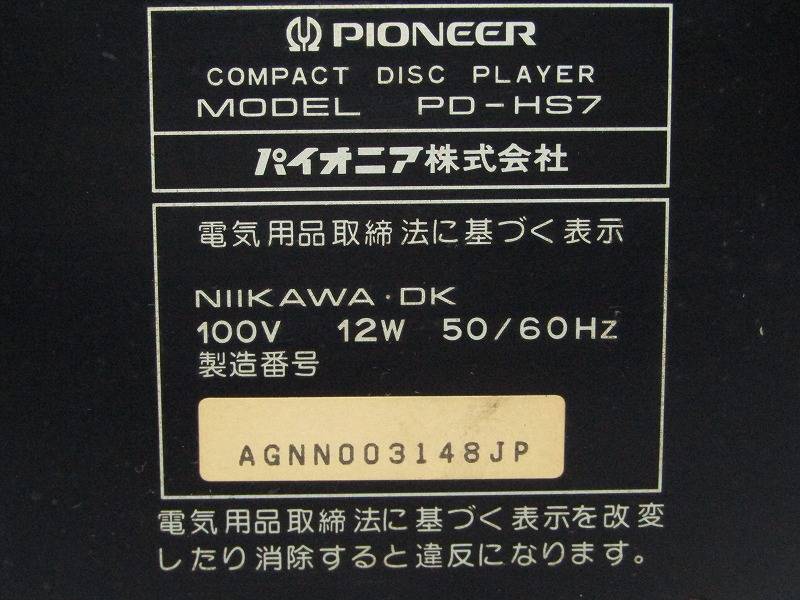 PIONEER
COMPACT DISC PLAYER
MODEL PD-HS7
パイオニア株式会社
電気用品取締法に基づく表示
NIIKAWA・DK
100V 12W 50/60Hz
製造番号
AGNN003148JP
電気用品取締法に基づく表示を改変
したり消除すると違反になります。